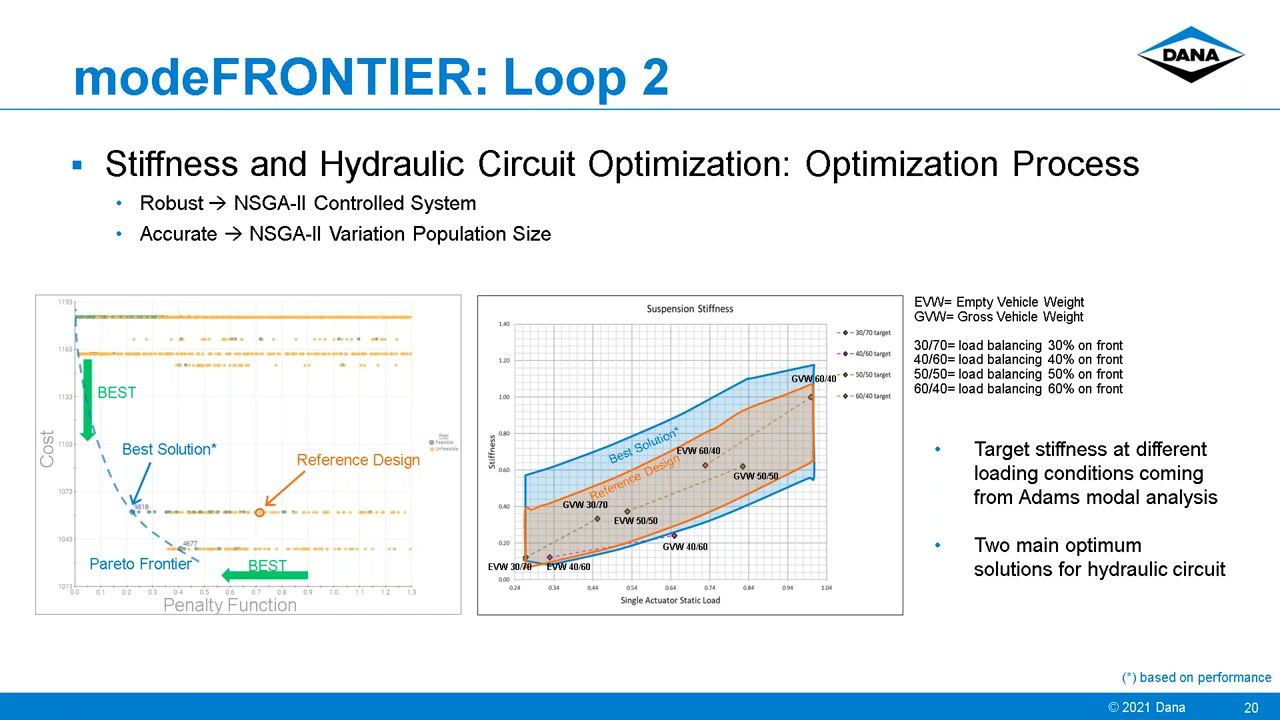 DANA
modeFRONTIER: Loop 2
▪ Stiffness and Hydraulic Circuit Optimization: Optimization Process
• Robust → NSGA-II Controlled System
• Accurate → NSGA-II Variation Population Size
1193
1163
1133
1103
1073
1043
1013
Cost
BEST
Best Solution*
Reference Design
9818
4677
Pareto Frontier
BEST
0.0 0.1 0.2 0.3 0.4 0.5 0.6 0.7 0.8 0.9 1.0 1.1 1.2 1.3
Penalty Function
Real
Feasible
Unfeasible
Suspension Stiffness
1.40
1.20
1.00
0.80
0.60
0.40
0.20
0.00
Stiffness
GVW 60/40
Best Solution*
EVW 60/40
Reference Design
GVW 50/50
GVW 30/70
EVW 50/50
GVW 40/60
EVW 30/70
EVW 40/60
0.24 0.34 0.44 0.54 0.64 0.74 0.84 0.94 1.04
Single Actuator Static Load
30/70 target
40/60 target
50/50 target
60/40 target
EVW= Empty Vehicle Weight
GVW= Gross Vehicle Weight
30/70= load balancing 30% on front
40/60= load balancing 40% on front
50/50= load balancing 50% on front
60/40= load balancing 60% on front
• Target stiffness at different
loading conditions coming
from Adams modal analysis
• Two main optimum
solutions for hydraulic circuit
(*) based on performance
© 2021 Dana
20